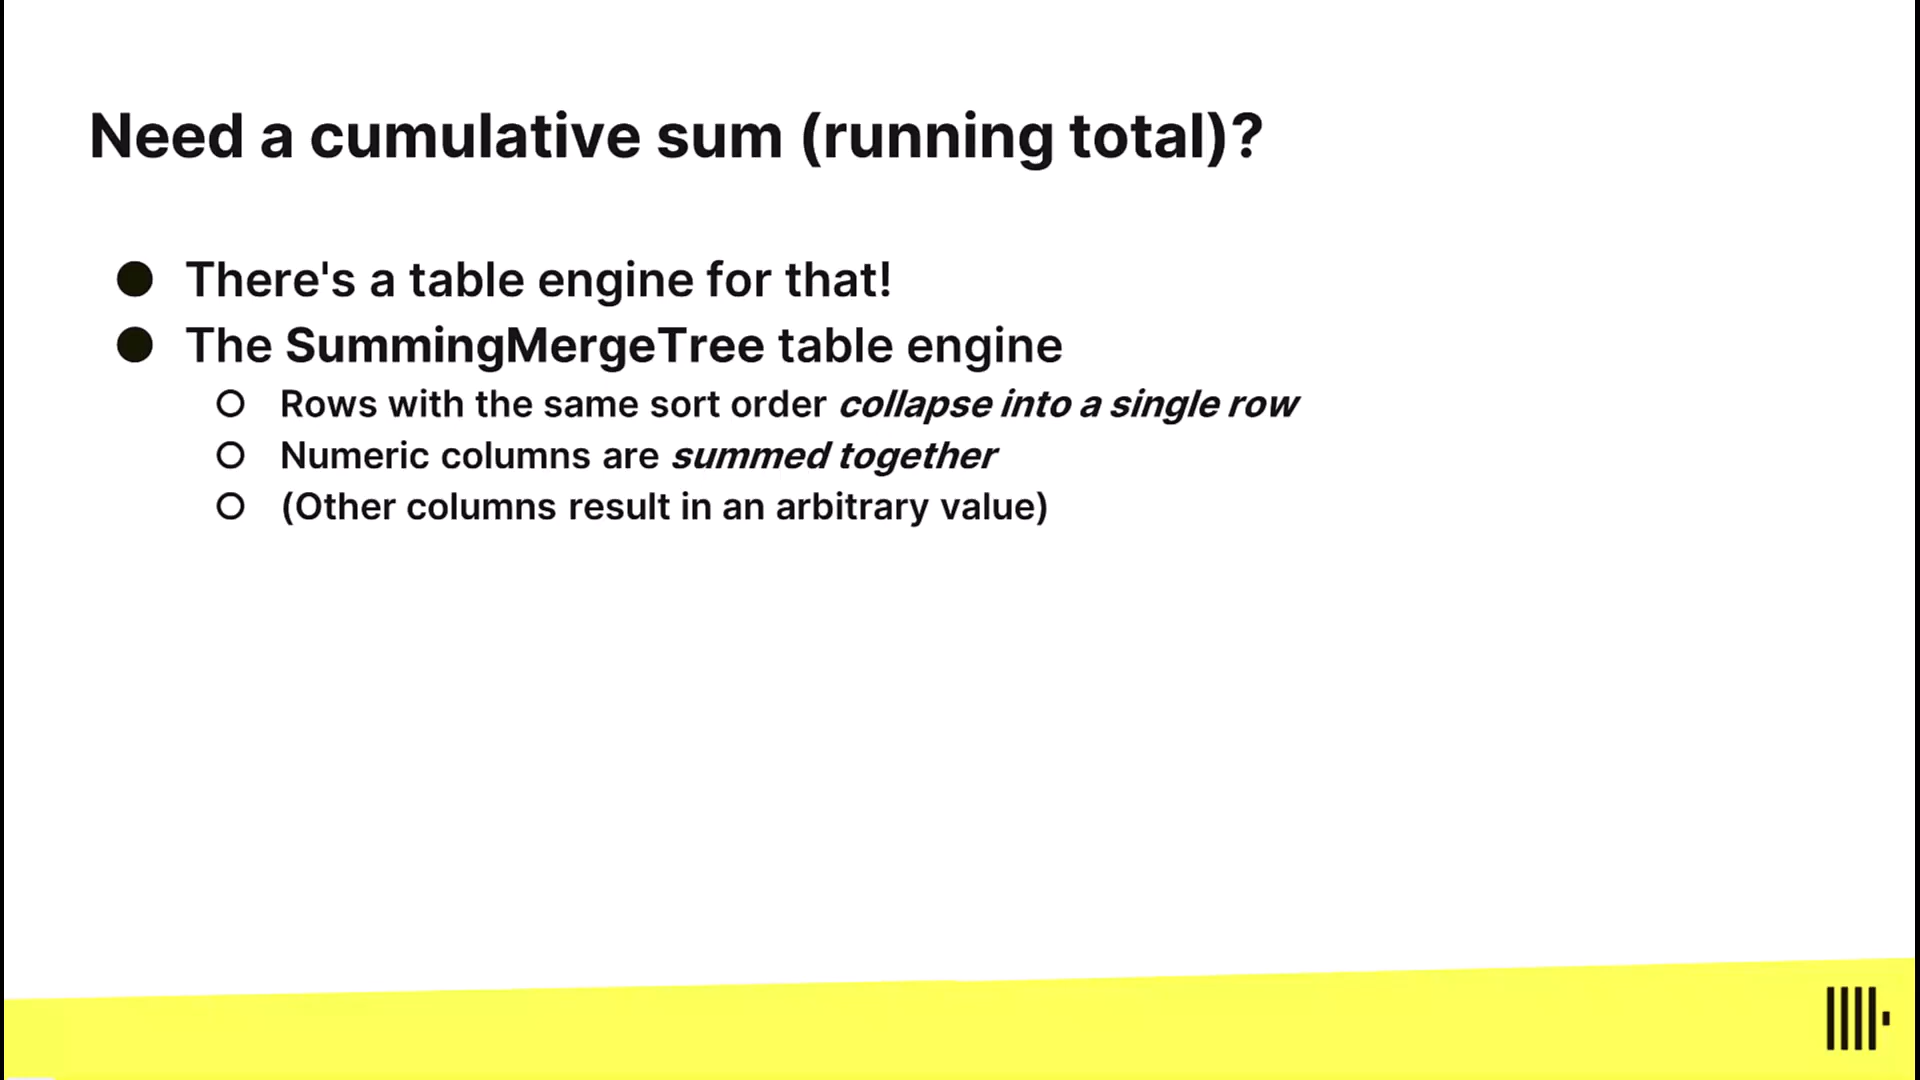 Need a cumulative sum (running total)?
There's a table engine for that!
The SummingMergeTree table engine
Rows with the same sort order collapse into a single row
Numeric columns are summed together
(Other columns result in an arbitrary value)